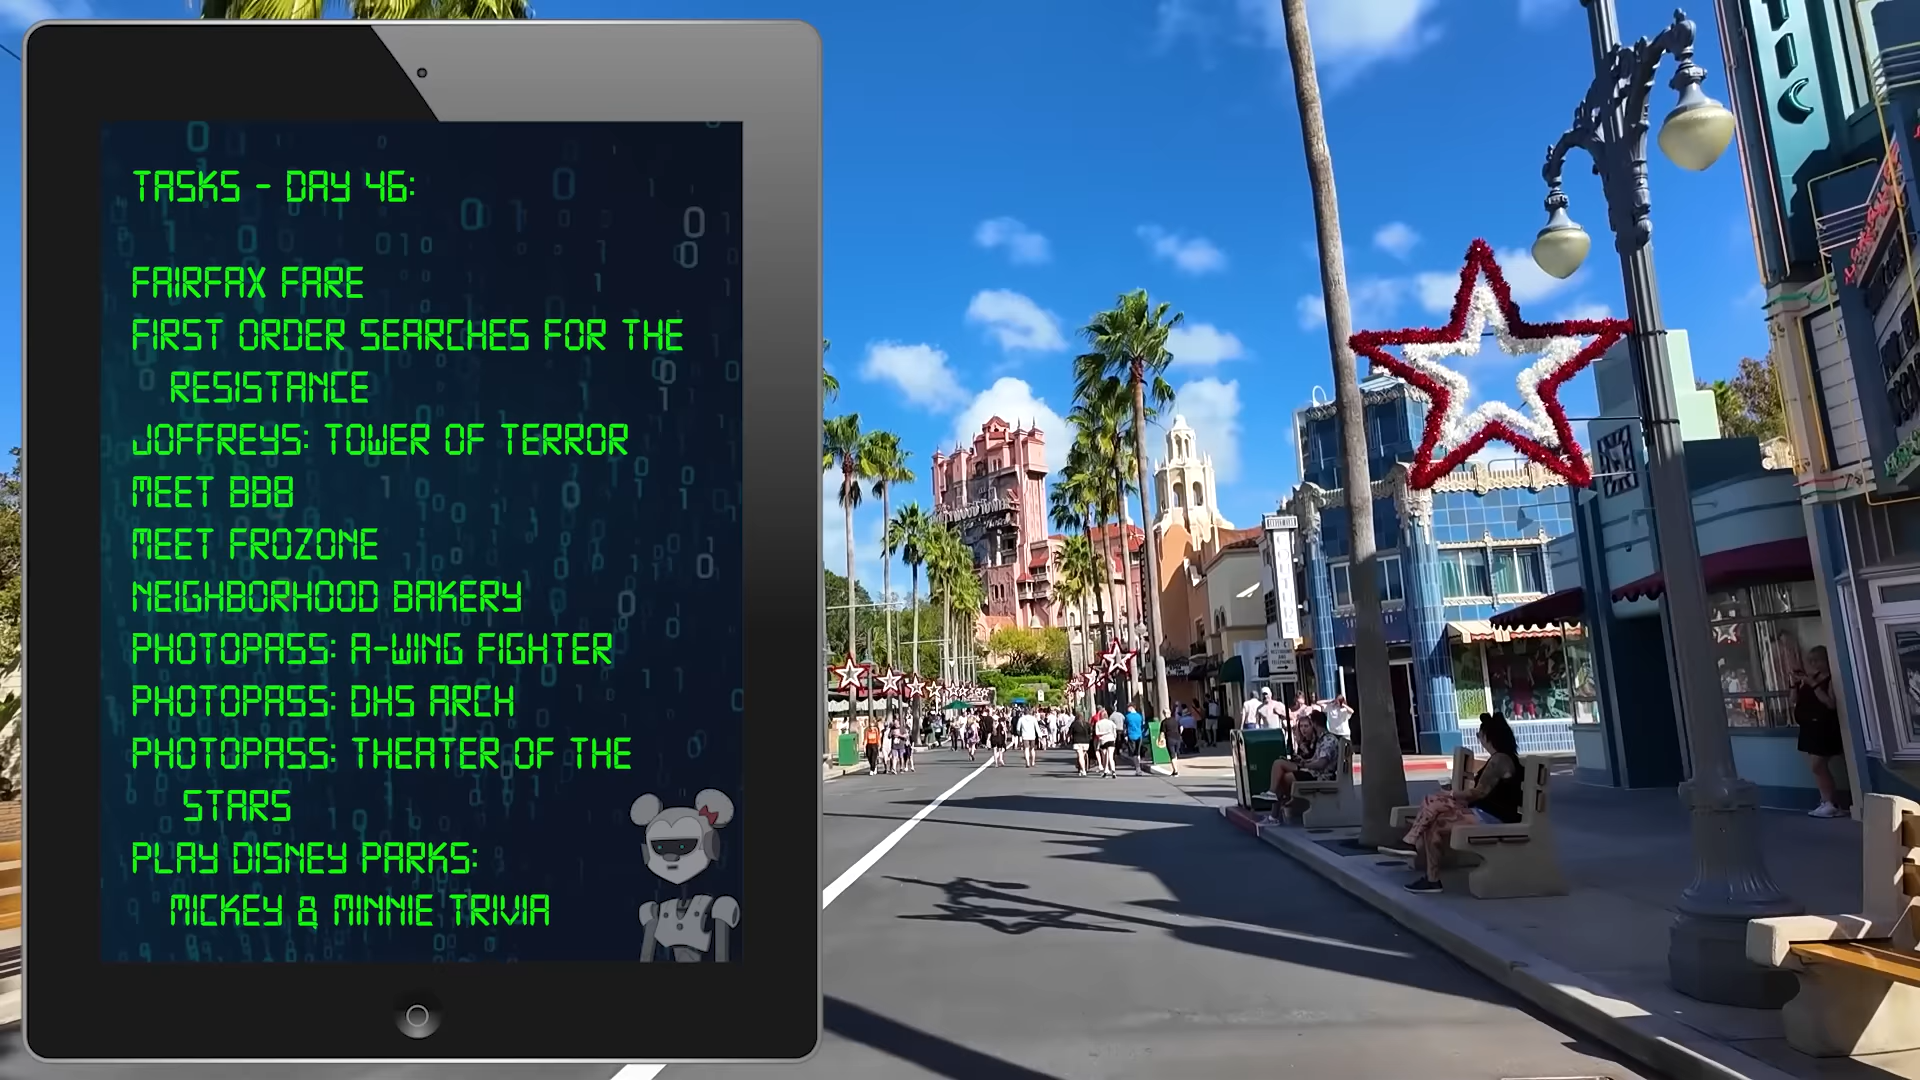 TASKS - DAY 46:
FAIRFAX FARE
FIRST ORDER SEARCHES FOR THE
RESISTANCE
JOFFREYS: TOWER OF TERROR
MEET BB8
MEET FROZONE
NEIGHBORHOOD BAKERY
PHOTOPASS: A-WING FIGHTER
PHOTOPASS: DHS ARCH
PHOTOPASS: THEATER OF THE
STARS
PLAY DISNEY PARKS:
MICKEY & MINNIE TRIVIA